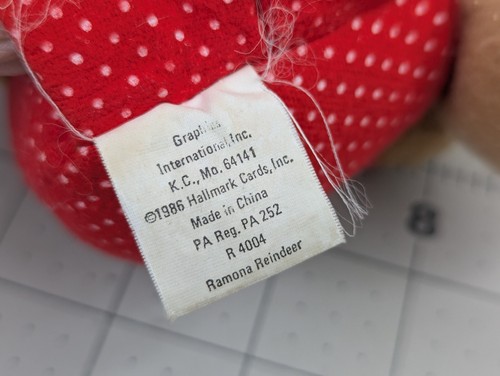 Graphics
International, Inc.
K.C., Mo. 64141
©1986 Hallmark Cards, Inc.
Made in China
PA Reg. PA 252
R 4004
Ramona Reindeer
8